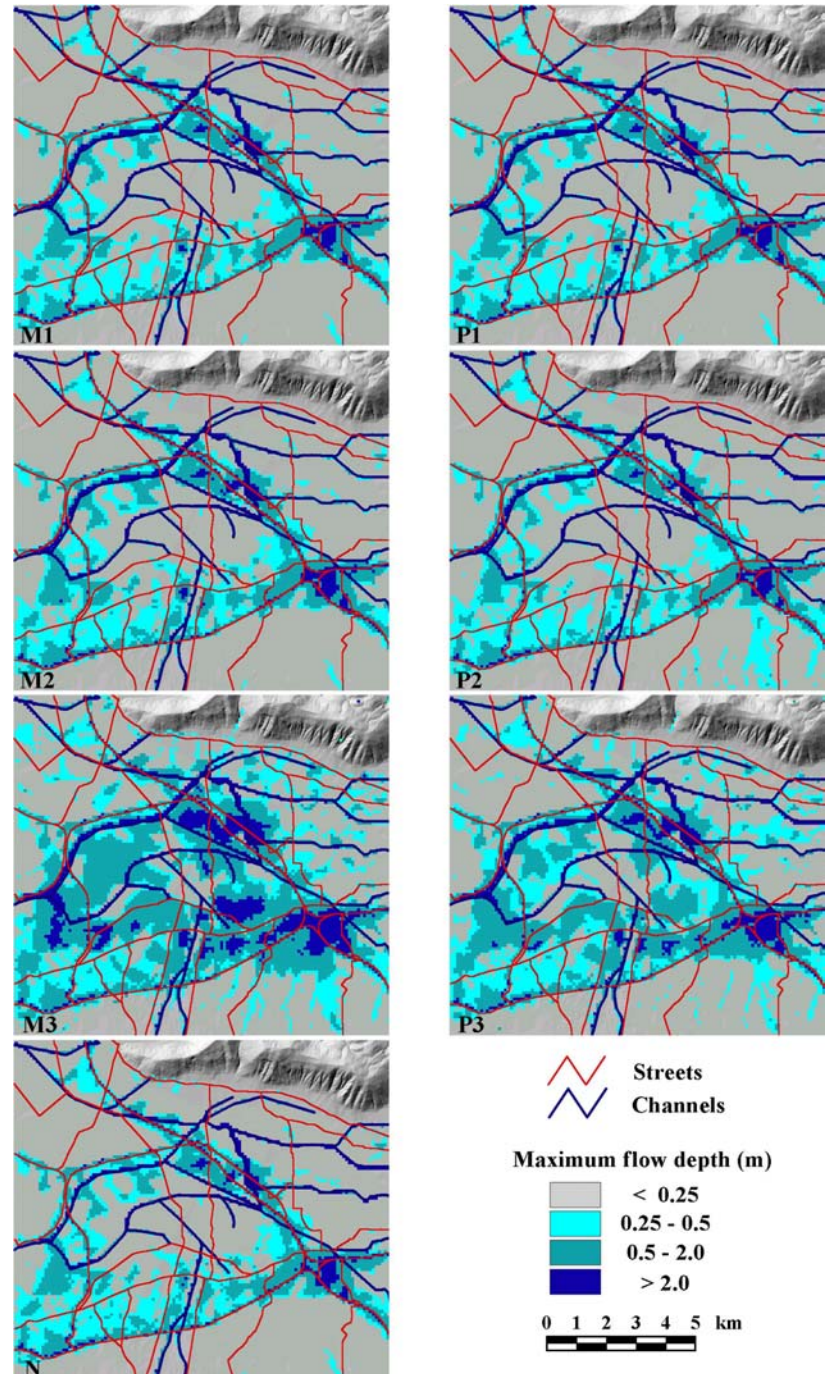 M1
P1
M2
P2
M3
P3
N
Streets
Channels
Maximum flow depth (m)
< 0.25
0.25 - 0.5
0.5 - 2.0
> 2.0
0 1 2 3 4 5 km